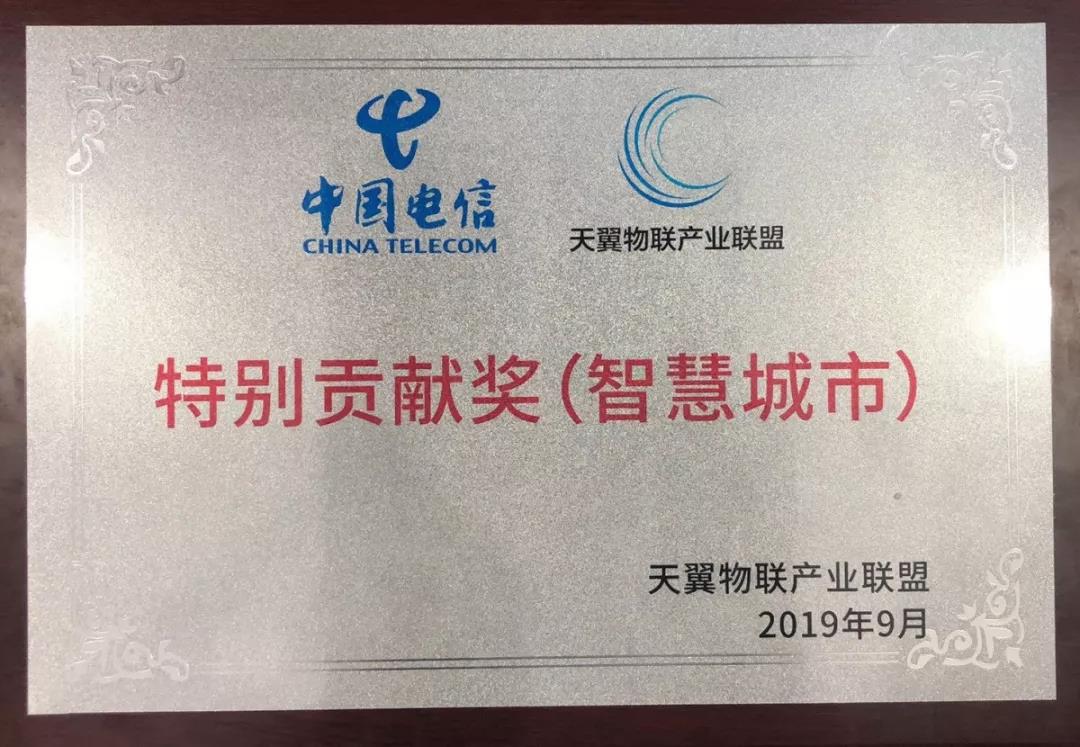 中国电信
CHINA TELECOM
天翼物联产业联盟
特别贡献奖(智慧城市)
天翼物联产业联盟
2019年9月